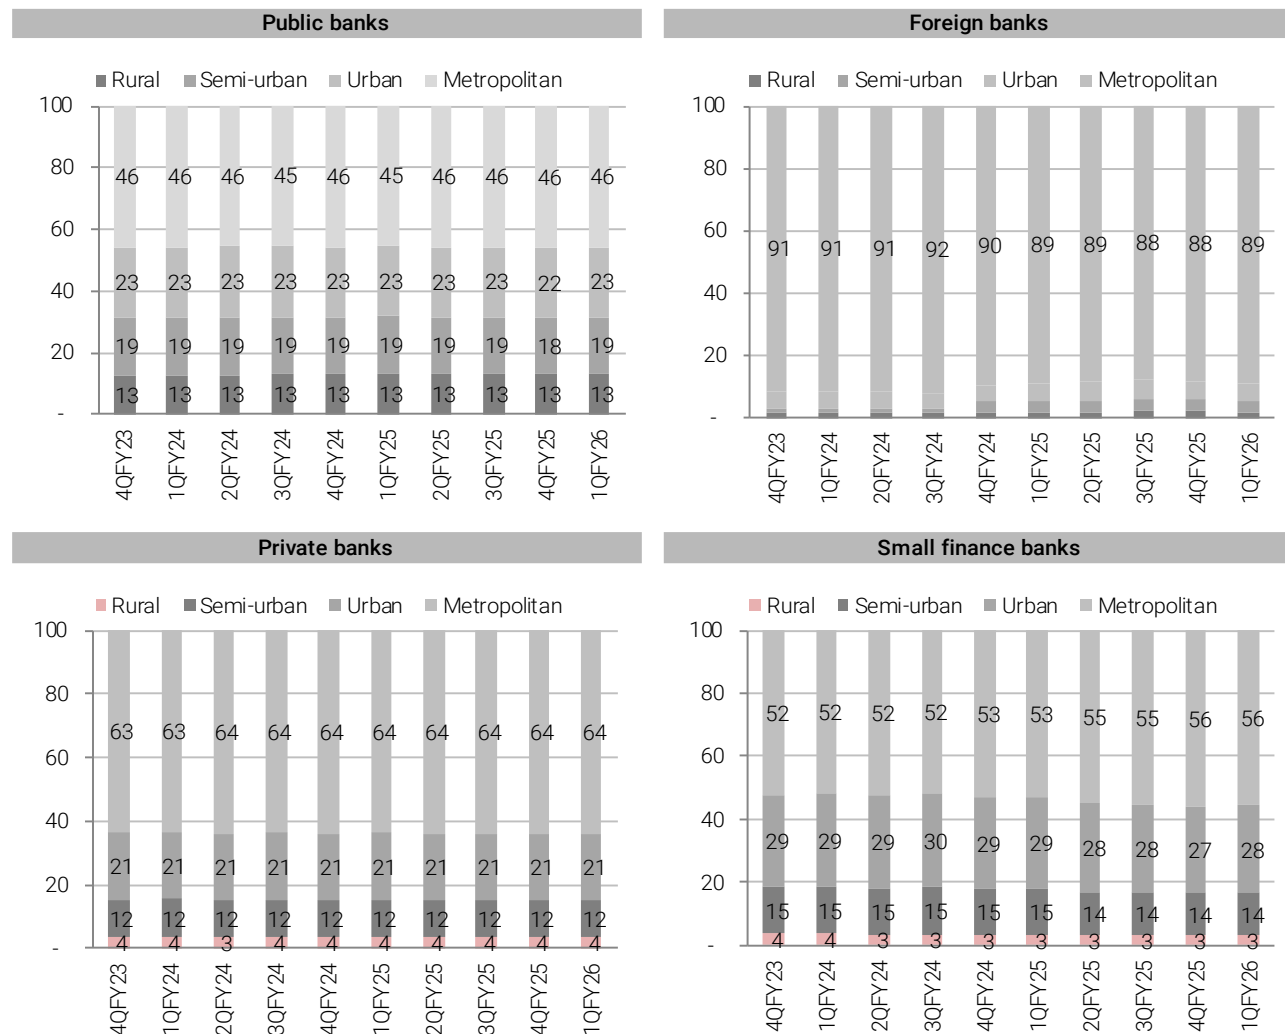 Public banks
Rural Semi-urban Urban Metropolitan
100
80
60
40
20
-
46 46 46 45 46 45 46 46 46 46
23 23 23 23 23 23 23 23 22 23
19 19 19 19 19 19 19 19 18 19
13 13 13 13 13 13 13 13 13 13
4QFY23 1QFY24 2QFY24 3QFY24 4QFY24 1QFY25 2QFY25 3QFY25 4QFY25 1QFY26
Foreign banks
Rural Semi-urban Urban Metropolitan
100
80
60
40
20
-
91 91 91 92 90 89 89 88 88 89
4QFY23 1QFY24 2QFY24 3QFY24 4QFY24 1QFY25 2QFY25 3QFY25 4QFY25 1QFY26
Private banks
Rural Semi-urban Urban Metropolitan
100
80
60
40
20
-
63 63 64 64 64 64 64 64 64 64
21 21 21 21 21 21 21 21 21 21
12 12 12 12 12 12 12 12 12 12
4 4 3 4 4 4 4 4 4 4
4QFY23 1QFY24 2QFY24 3QFY24 4QFY24 1QFY25 2QFY25 3QFY25 4QFY25 1QFY26
Small finance banks
Rural Semi-urban Urban Metropolitan
100
80
60
40
20
-
52 52 52 52 53 53 55 55 56 56
29 29 29 30 29 29 28 28 27 28
15 15 15 15 15 15 14 14 14 14
4 4 3 3 3 3 3 3 3 3
4QFY23 1QFY24 2QFY24 3QFY24 4QFY24 1QFY25 2QFY25 3QFY25 4QFY25 1QFY26